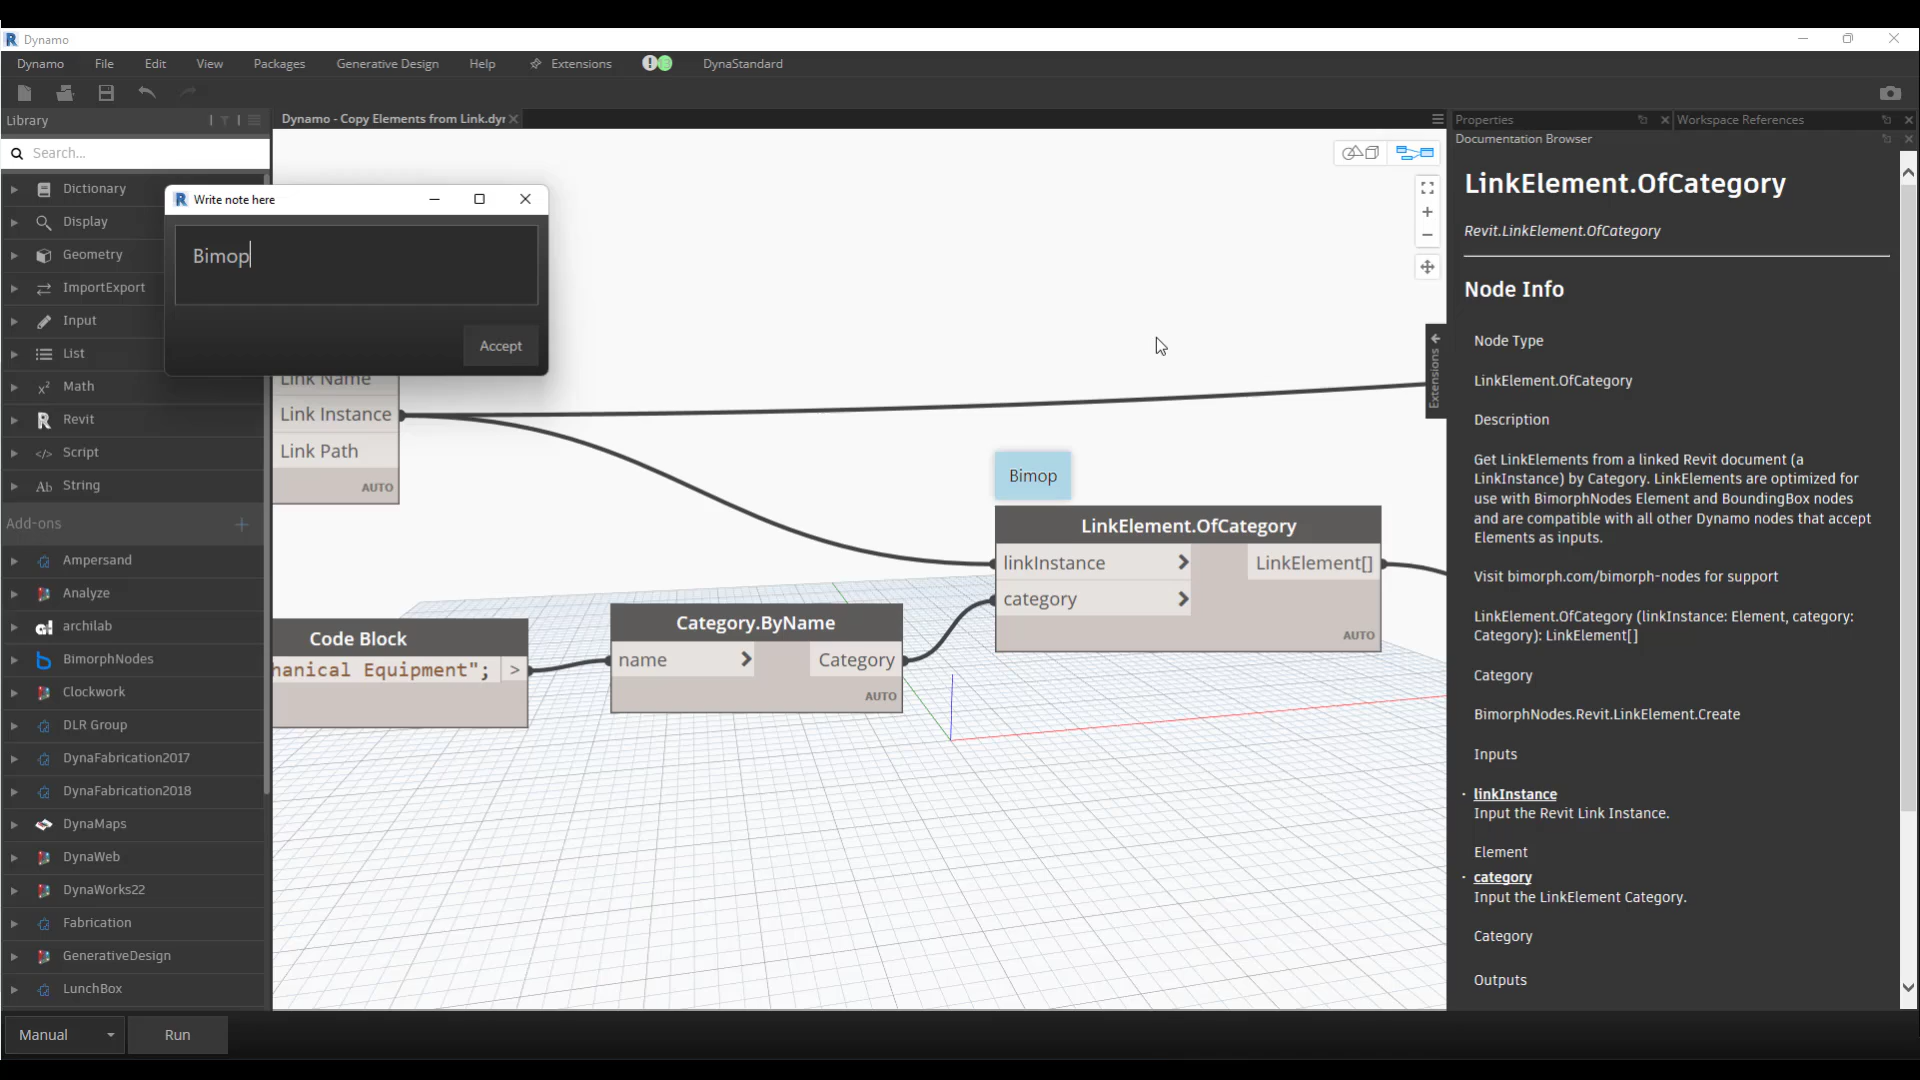 Dynamo
Dynamo File Edit View Packages Generative Design Help Extensions DynaStandard
Library
Search...
Dictionary
Display
Geometry
ImportExport
Input
List
Math
Revit
Script
String
Add-ons
Ampersand
Analyze
archilab
BimorphNodes
Clockwork
DLR Group
DynaFabrication2017
DynaFabrication2018
DynaMaps
DynaWeb
DynaWorks22
Fabrication
GenerativeDesign
LunchBox
Manual
Run
Dynamo - Copy Elements from Link.dyn
Write note here
Bimop
Accept
Link Name
Link Instance
Link Path
AUTO
Code Block
hanical Equipment"; >
Category.ByName
name > Category
AUTO
Bimop
LinkElement.OfCategory
linkInstance > LinkElement[]
category >
AUTO
Extensions
Properties
Workspace References
Documentation Browser
LinkElement.OfCategory
Revit.LinkElement.OfCategory
Node Info
Node Type
LinkElement.OfCategory
Description
Get LinkElements from a linked Revit document (a
LinkInstance) by Category. LinkElements are optimized for
use with BimorphNodes Element and BoundingBox nodes
and are compatible with all other Dynamo nodes that accept
Elements as inputs.
Visit bimorph.com/bimorph-nodes for support
LinkElement.OfCategory (linkInstance: Element, category:
Category): LinkElement[]
Category
BimorphNodes.Revit.LinkElement.Create
Inputs
linkInstance
Input the Revit Link Instance.
Element
category
Input the LinkElement Category.
Category
Outputs